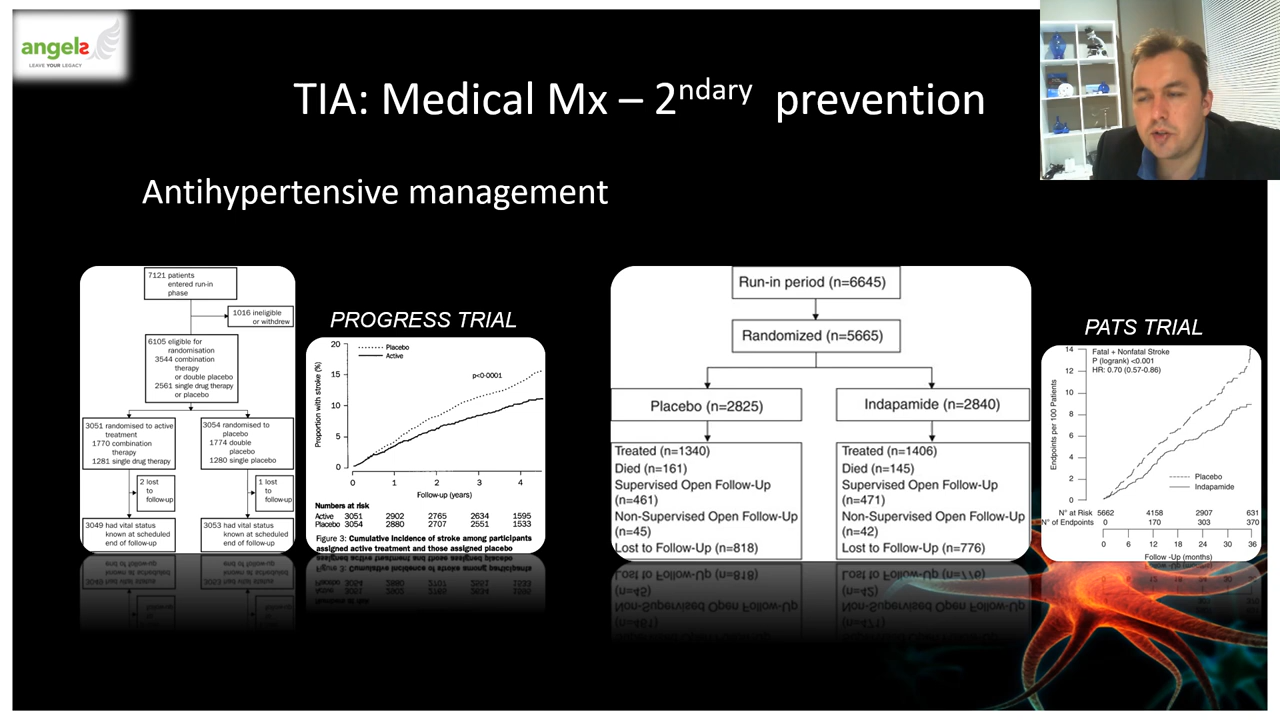 angels
LEAVE YOUR LEGACY
TIA: Medical Mx – 2ndary prevention
Antihypertensive management
7121 patients
entered run-in
phase
1016 ineligible
or withdrew
6105 eligible for
randomisation
3544 combination
therapy
or double placebo
2561 single drug therapy
or placebo
3051 randomised to active
treatment
1770 combination
therapy
1281 single drug therapy
3054 randomised to
placebo
1774 double
placebo
1280 single placebo
2 lost
to
follow-up
1 lost
to
follow-up
3049 had vital status
known at scheduled
end of follow-up
3053 had vital status
known at scheduled
end of follow-up
PROGRESS TRIAL
Placebo
Active
p<0·0001
Proportion with stroke (%)
20
15
10
5
0
0 1 2 3 4
Follow-up (years)
Numbers at risk
Active 3051 2902 2765 2634 1595
Placebo 3054 2880 2707 2551 1533
Figure 3: Cumulative incidence of stroke among participants
assigned active treatment and those assigned placebo
Run-in period (n=6645)
Randomized (n=5665)
Placebo (n=2825)
Indapamide (n=2840)
Treated (n=1340)
Died (n=161)
Supervised Open Follow-Up
(n=461)
Non-Supervised Open Follow-Up
(n=45)
Lost to Follow-Up (n=818)
Treated (n=1406)
Died (n=145)
Supervised Open Follow-Up
(n=471)
Non-Supervised Open Follow-Up
(n=42)
Lost to Follow-Up (n=776)
PATS TRIAL
Fatal + Nonfatal Stroke
P (logrank) <0.001
HR: 0.70 (0.57-0.86)
Endpoints per 100 Patients
14
12
10
8
6
4
2
0
Placebo
Indapamide
N° at Risk 5662 4158 2907 631
N° of Endpoints 0 170 303 370
0 6 12 18 24 30 36
Follow -Up (months)